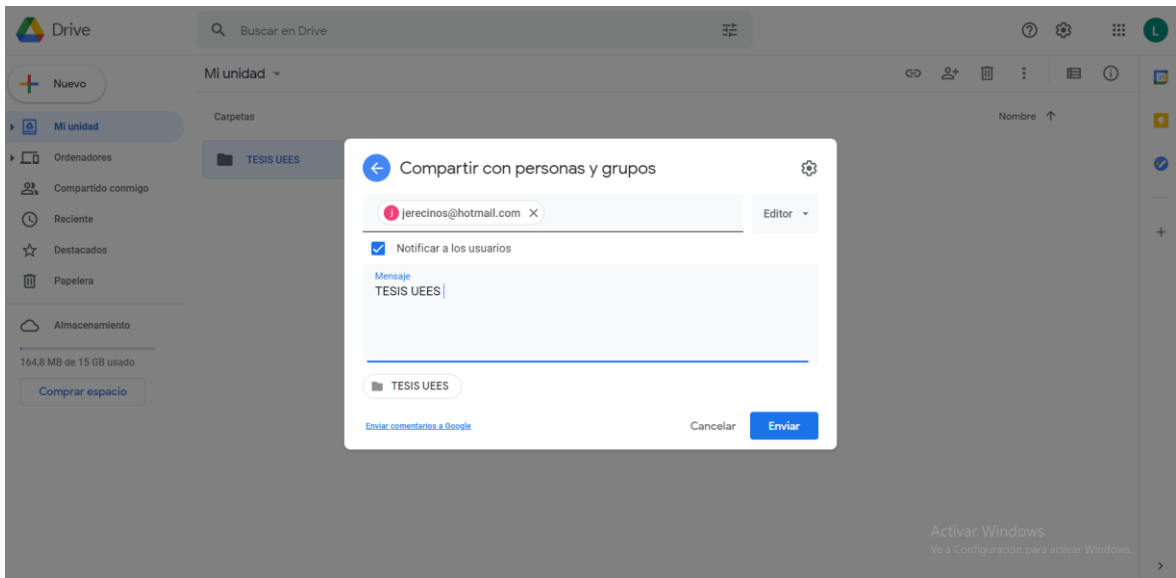 Drive
Buscar en Drive
L
Nuevo
Mi unidad
Ordenadores
Compartido conmigo
Reciente
Destacados
Papelera
Almacenamiento
164,8 MB de 15 GB usado
Comprar espacio
Mi unidad
Carpetas
Nombre
TESIS UEES
Compartir con personas y grupos
j jerecinos@hotmail.com
Editor
Notificar a los usuarios
Mensaje
TESIS UEES
TESIS UEES
Enviar comentarios a Google
Cancelar
Enviar
Activar Windows
Ve a Configuración para activar Windows.